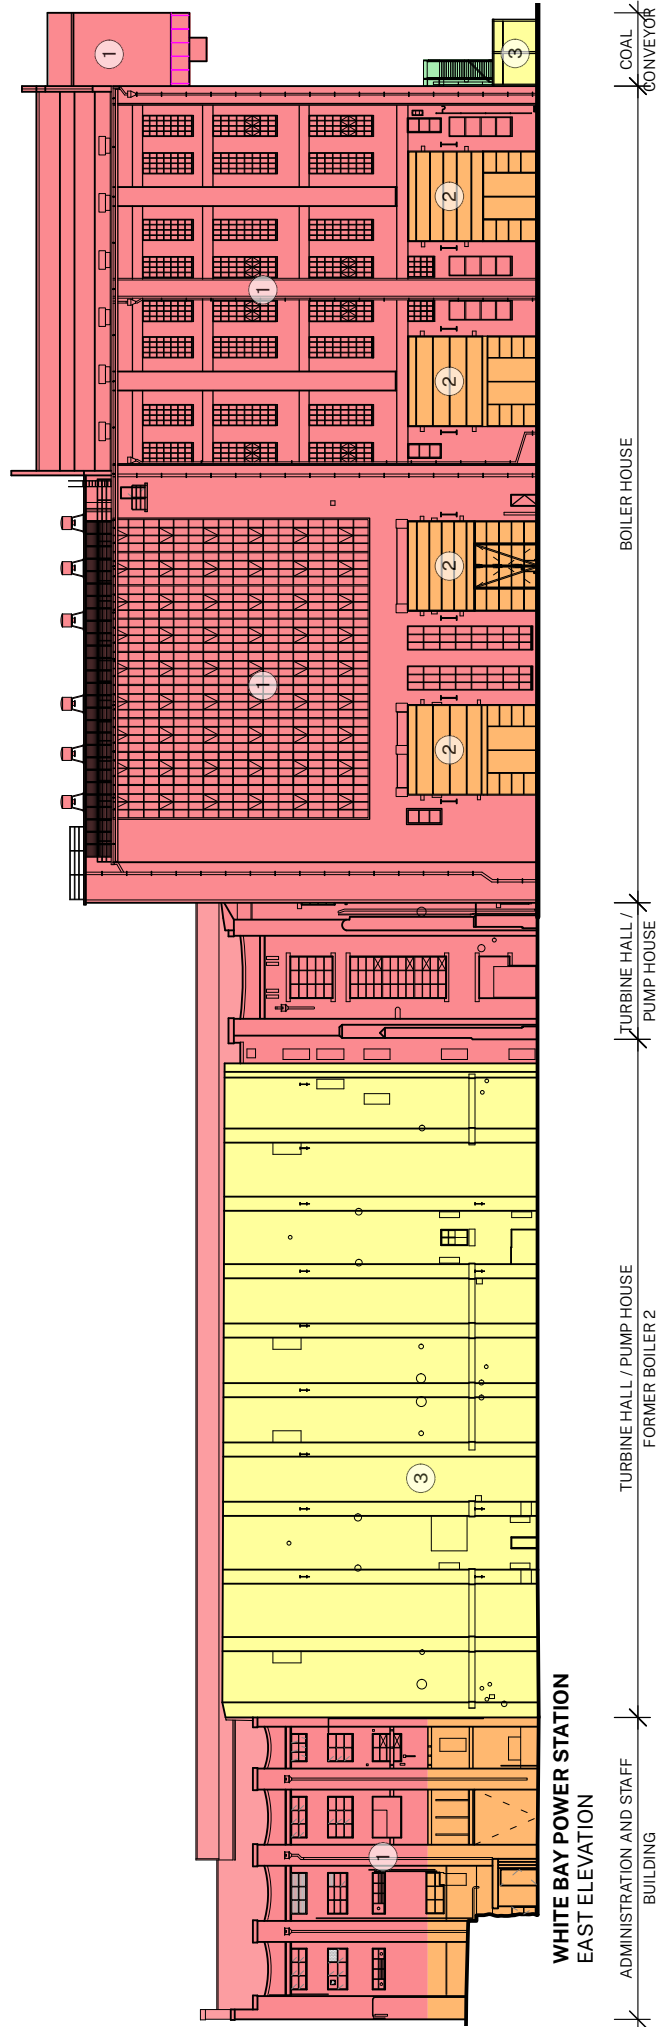 1
1
1
1
2
2
2
2
3
3
WHITE BAY POWER STATION
EAST ELEVATION
ADMINISTRATION AND STAFF
BUILDING
TURBINE HALL / PUMP HOUSE
FORMER BOILER 2
TURBINE HALL /
PUMP HOUSE
BOILER HOUSE
COAL
CONVEYOR